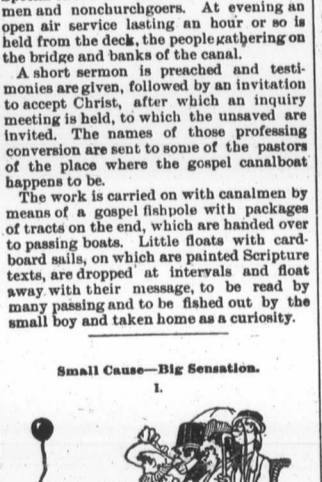 men and nonchurchgoers. At evening an
open air service lasting an hour or so is
held from the deck, the people gathering on
the bridge and banks of the canal.
A short sermon is preached and testi-
monies are given, followed by an invitation
to accept Christ, after which an inquiry
meeting is held, to which the unsaved are
invited. The names of those professing
conversion are sent to some of the pastors
of the place where the gospel canalboat
happens to be.
The work is carried on with canalmen by
means of a gospel fishpole with packages
of tracts on the end, which are handed over
to passing boats. Little floats with card-
board sails, on which are painted Scripture
texts, are dropped at intervals and float
away with their message, to be read by
many passing and to be fished out by the
small boy and taken home as a curiosity.
Small Cause—Big Sensation.
1.